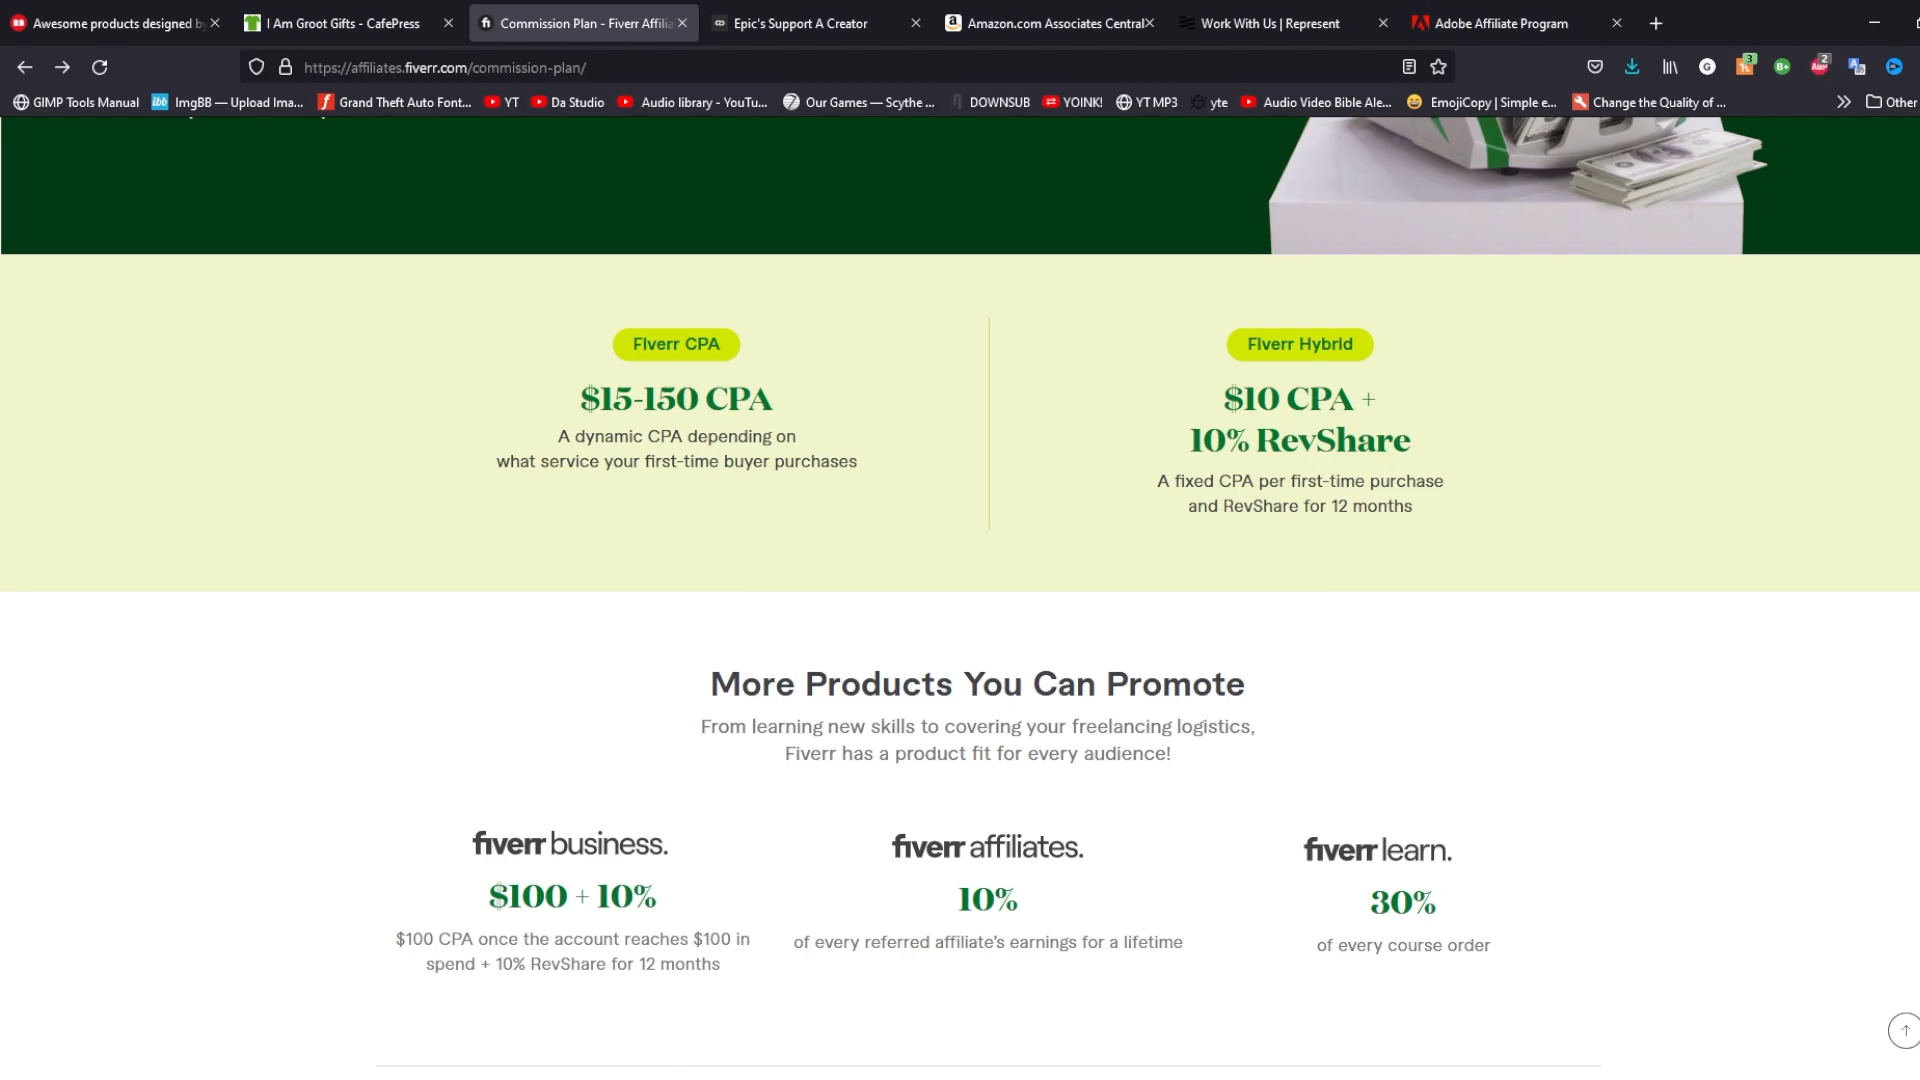 Awesome products designed by
I Am Groot Gifts - CafePress
Commission Plan - Fiverr Affilia
Epic's Support A Creator
Amazon.com Associates Central
Work With Us | Represent
Adobe Affiliate Program
https://affiliates.fiverr.com/commission-plan/
3
2
GIMP Tools Manual
ibb
ImgBB — Upload Ima...
Grand Theft Auto Font...
YT
Da Studio
Audio library - YouTu...
Our Games — Scythe ...
DOWNSUB
YOINK!
YT MP3
yte
Audio Video Bible Ale...
EmojiCopy | Simple e...
Change the Quality of ...
Other
Fiverr CPA
$15-150 CPA
A dynamic CPA depending on
what service your first-time buyer purchases
Fiverr Hybrid
$10 CPA +
10% RevShare
A fixed CPA per first-time purchase
and RevShare for 12 months
More Products You Can Promote
From learning new skills to covering your freelancing logistics,
Fiverr has a product fit for every audience!
fiverr business.
$100 + 10%
$100 CPA once the account reaches $100 in
spend + 10% RevShare for 12 months
fiverr affiliates.
10%
of every referred affiliate's earnings for a lifetime
fiverr learn.
30%
of every course order